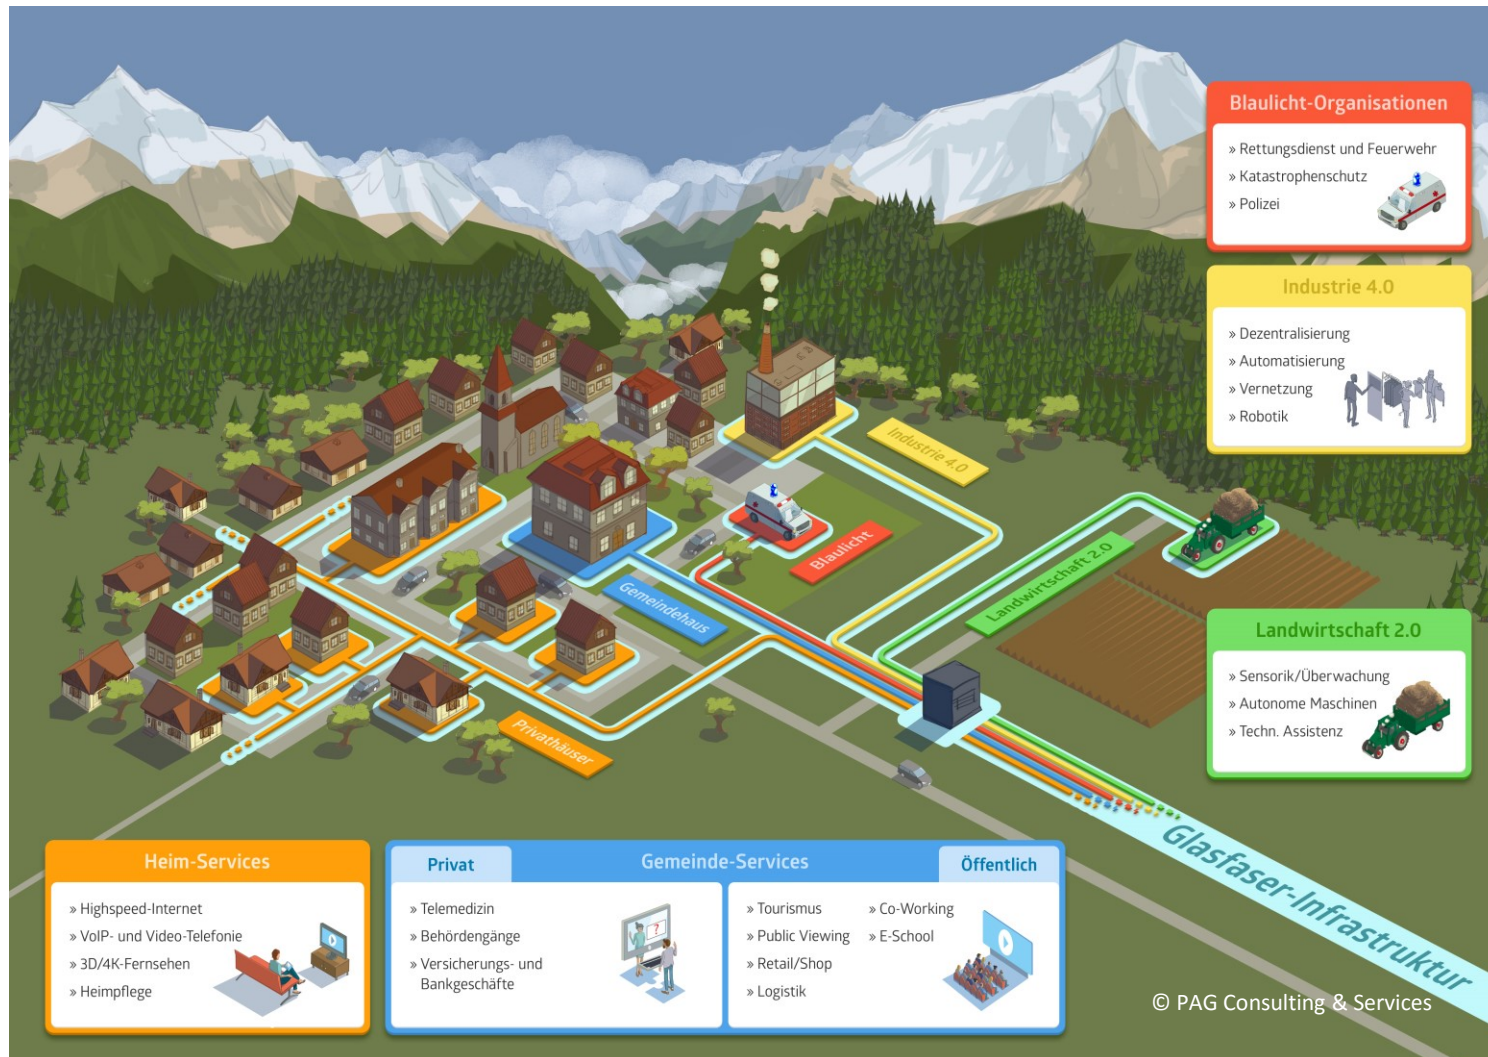 Blaulicht-Organisationen
» Rettungsdienst und Feuerwehr
» Katastrophenschutz
» Polizei
Industrie 4.0
» Dezentralisierung
» Automatisierung
» Vernetzung
» Robotik
Industrie 4.0
Blaulicht
Landwirtschaft 2.0
Gemeindehaus
Privathäuser
Landwirtschaft 2.0
» Sensorik/Überwachung
» Autonome Maschinen
» Techn. Assistenz
Glasfaser-Infrastruktur
Heim-Services
» Highspeed-Internet
» VoIP- und Video-Telefonie
» 3D/4K-Fernsehen
» Heimpflege
Privat
Gemeinde-Services
Öffentlich
» Telemedizin
» Behördengänge
» Versicherungs- und
Bankgeschäfte
?
» Tourismus
» Public Viewing
» Retail/Shop
» Logistik
» Co-Working
» E-School
© PAG Consulting & Services